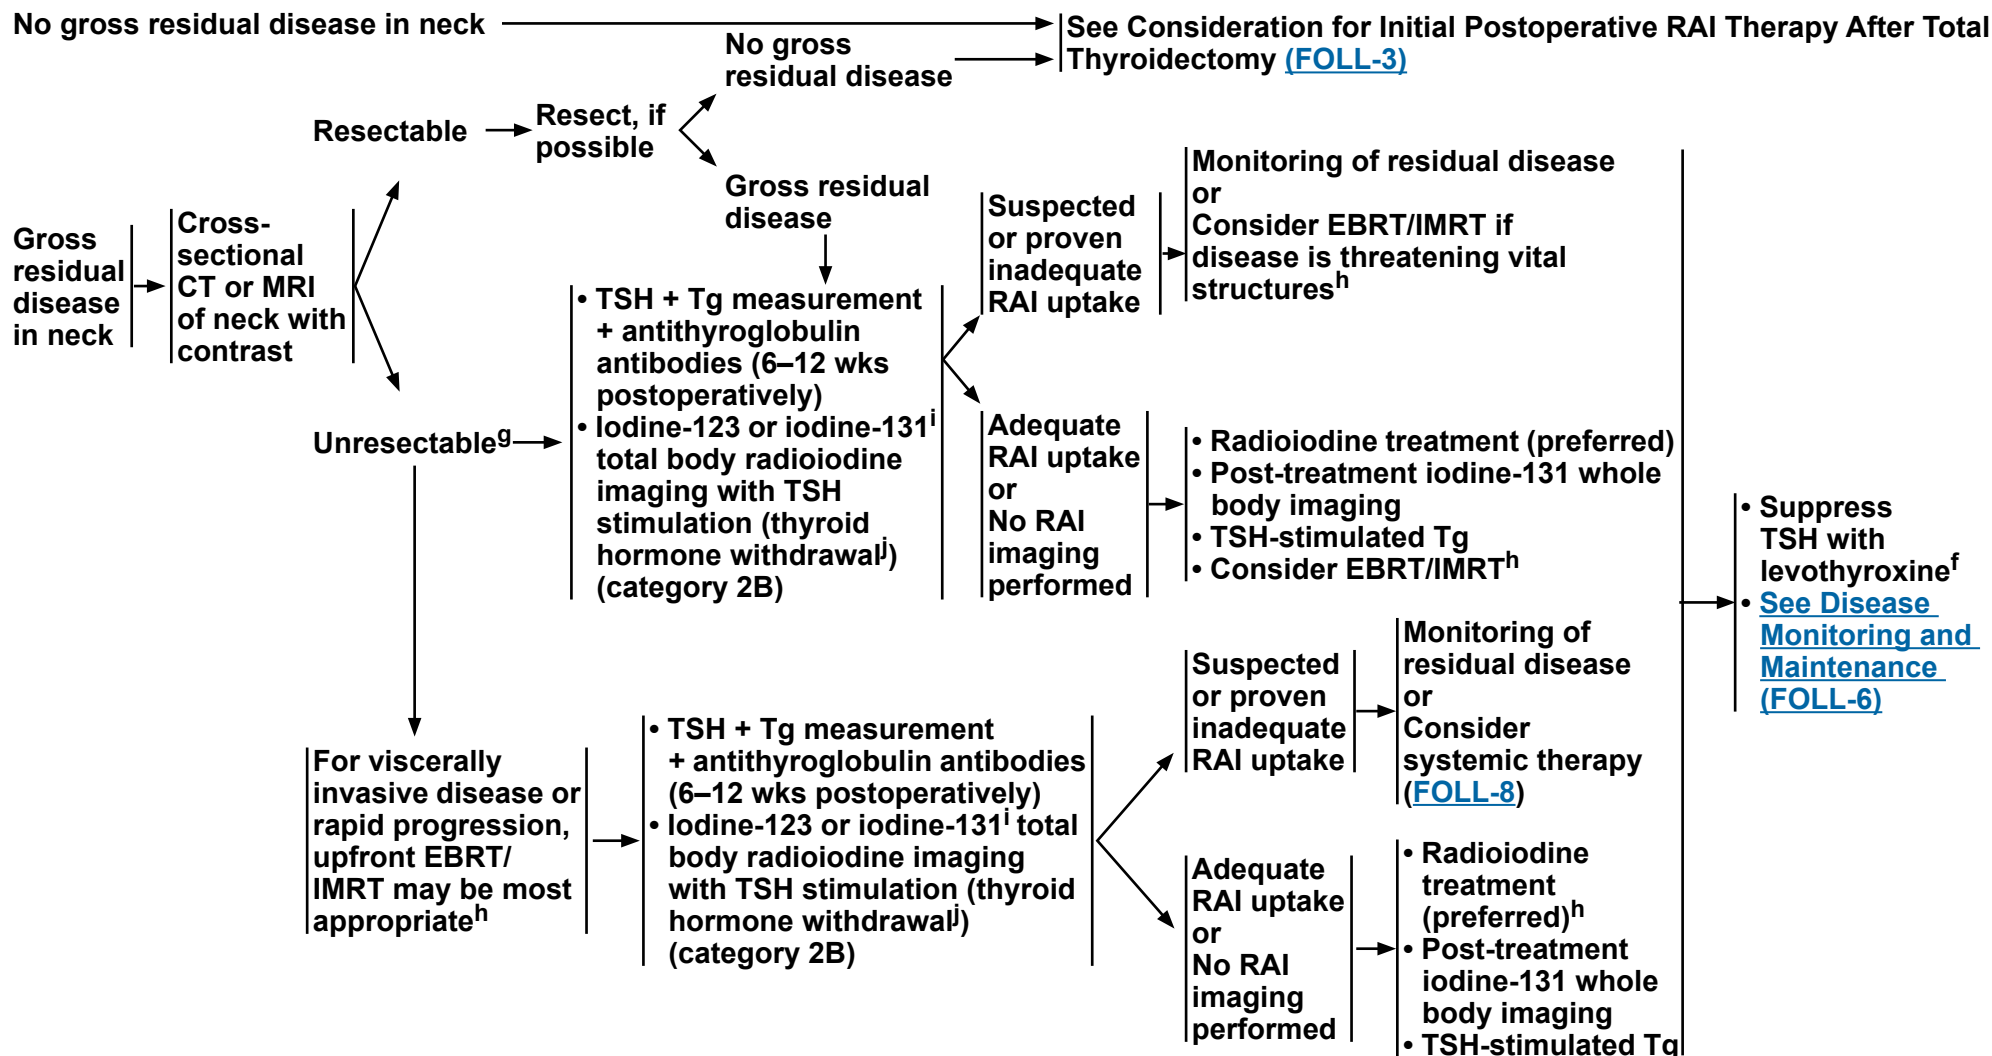 No gross residual disease in neck
See Consideration for Initial Postoperative RAI Therapy After Total
Thyroidectomy (FOLL-3)
No gross
residual disease
Resectable
Resect, if
possible
Gross residual
disease
Gross
residual
disease
in neck
Cross-
sectional
CT or MRI
of neck with
contrast
Unresectableg
• TSH + Tg measurement
+ antithyroglobulin
antibodies (6–12 wks
postoperatively)
• Iodine-123 or iodine-131i
total body radioiodine
imaging with TSH
stimulation (thyroid
hormone withdrawalj)
(category 2B)
Suspected
or proven
inadequate
RAI uptake
Monitoring of residual disease
or
Consider EBRT/IMRT if
disease is threatening vital
structuresh
Adequate
RAI uptake
or
No RAI
imaging
performed
• Radioiodine treatment (preferred)
• Post-treatment iodine-131 whole
body imaging
• TSH-stimulated Tg
• Consider EBRT/IMRTh
For viscerally
invasive disease or
rapid progression,
upfront EBRT/
IMRT may be most
appropriateh
• TSH + Tg measurement
+ antithyroglobulin antibodies
(6–12 wks postoperatively)
• Iodine-123 or iodine-131i total
body radioiodine imaging
with TSH stimulation (thyroid
hormone withdrawalj)
(category 2B)
Suspected
or proven
inadequate
RAI uptake
Monitoring of
residual disease
or
Consider
systemic therapy
(FOLL-8)
Adequate
RAI uptake
or
No RAI
imaging
performed
• Radioiodine
treatment
(preferred)h
• Post-treatment
iodine-131 whole
body imaging
• TSH-stimulated Tg
• Suppress
TSH with
levothyroxinef
• See Disease
Monitoring and
Maintenance
(FOLL-6)